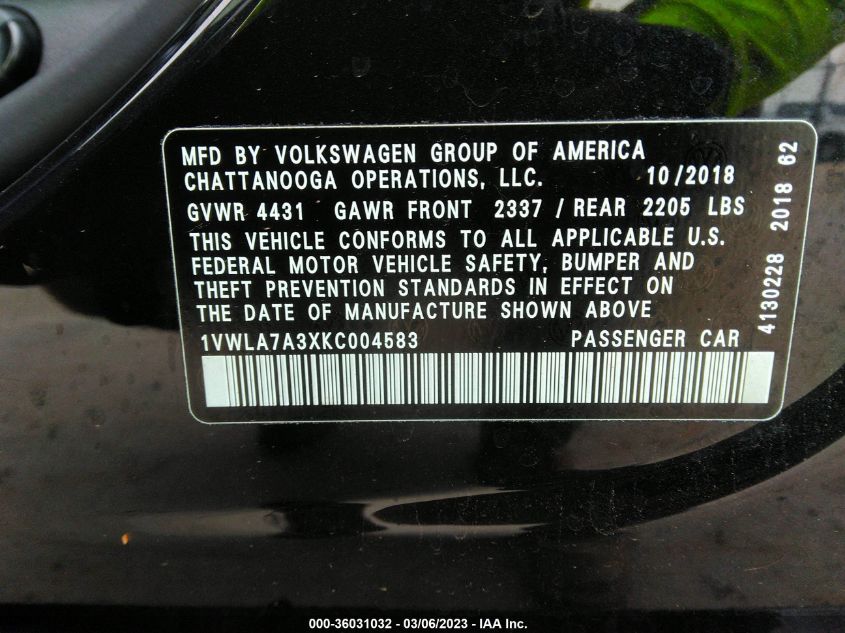 MFD BY VOLKSWAGEN GROUP OF AMERICA
CHATTANOOGA OPERATIONS, LLC. 10/2018
GVWR 4431 GAWR FRONT 2337 / REAR 2205 LBS
THIS VEHICLE CONFORMS TO ALL APPLICABLE U.S.
FEDERAL MOTOR VEHICLE SAFETY, BUMPER AND
THEFT PREVENTION STANDARDS IN EFFECT ON
THE DATE OF MANUFACTURE SHOWN ABOVE
1VWLA7A3XKC004583 PASSENGER CAR
4130228 2018 62
000-36031032 / 03/06/2023 - IAA Inc.